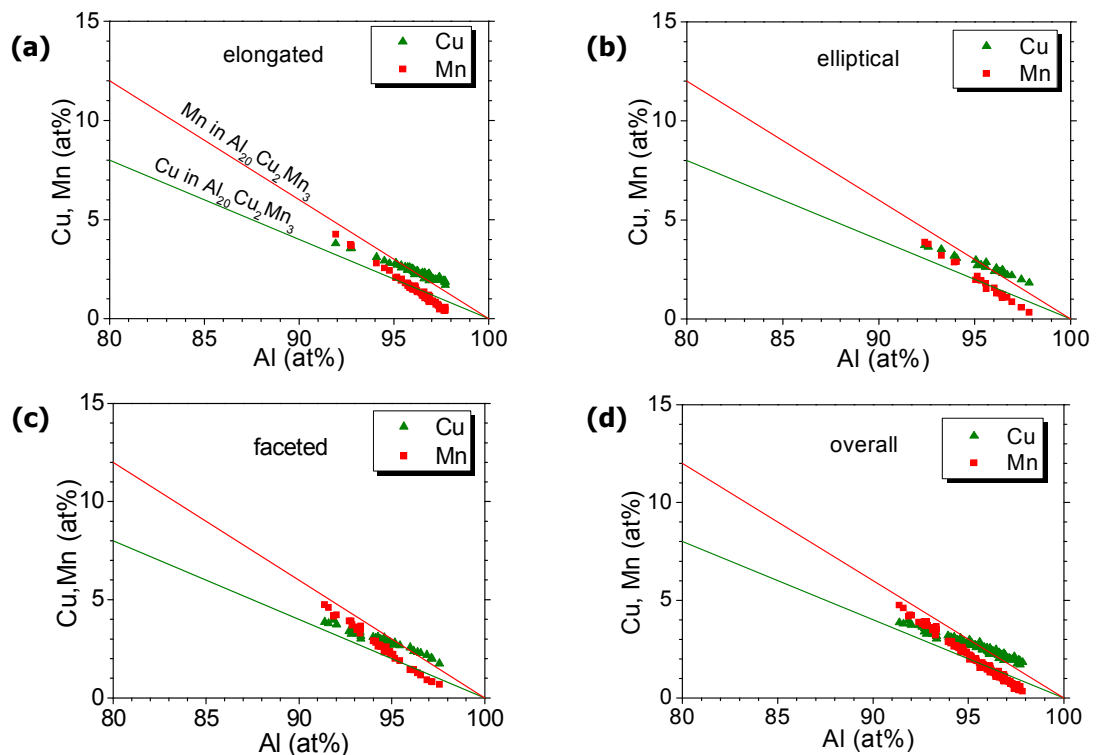 (a)
15
10
5
0
80
85
90
95
100
Cu, Mn (at%)
Al (at%)
elongated
Cu
Mn
Mn in Al₂₀Cu₂Mn₃
Cu in Al₂₀Cu₂Mn₃
(b)
15
10
5
0
80
85
90
95
100
Cu, Mn (at%)
Al (at%)
elliptical
Cu
Mn
(c)
15
10
5
0
80
85
90
95
100
Cu,Mn (at%)
Al (at%)
faceted
Cu
Mn
(d)
15
10
5
0
80
85
90
95
100
Cu, Mn (at%)
Al (at%)
overall
Cu
Mn